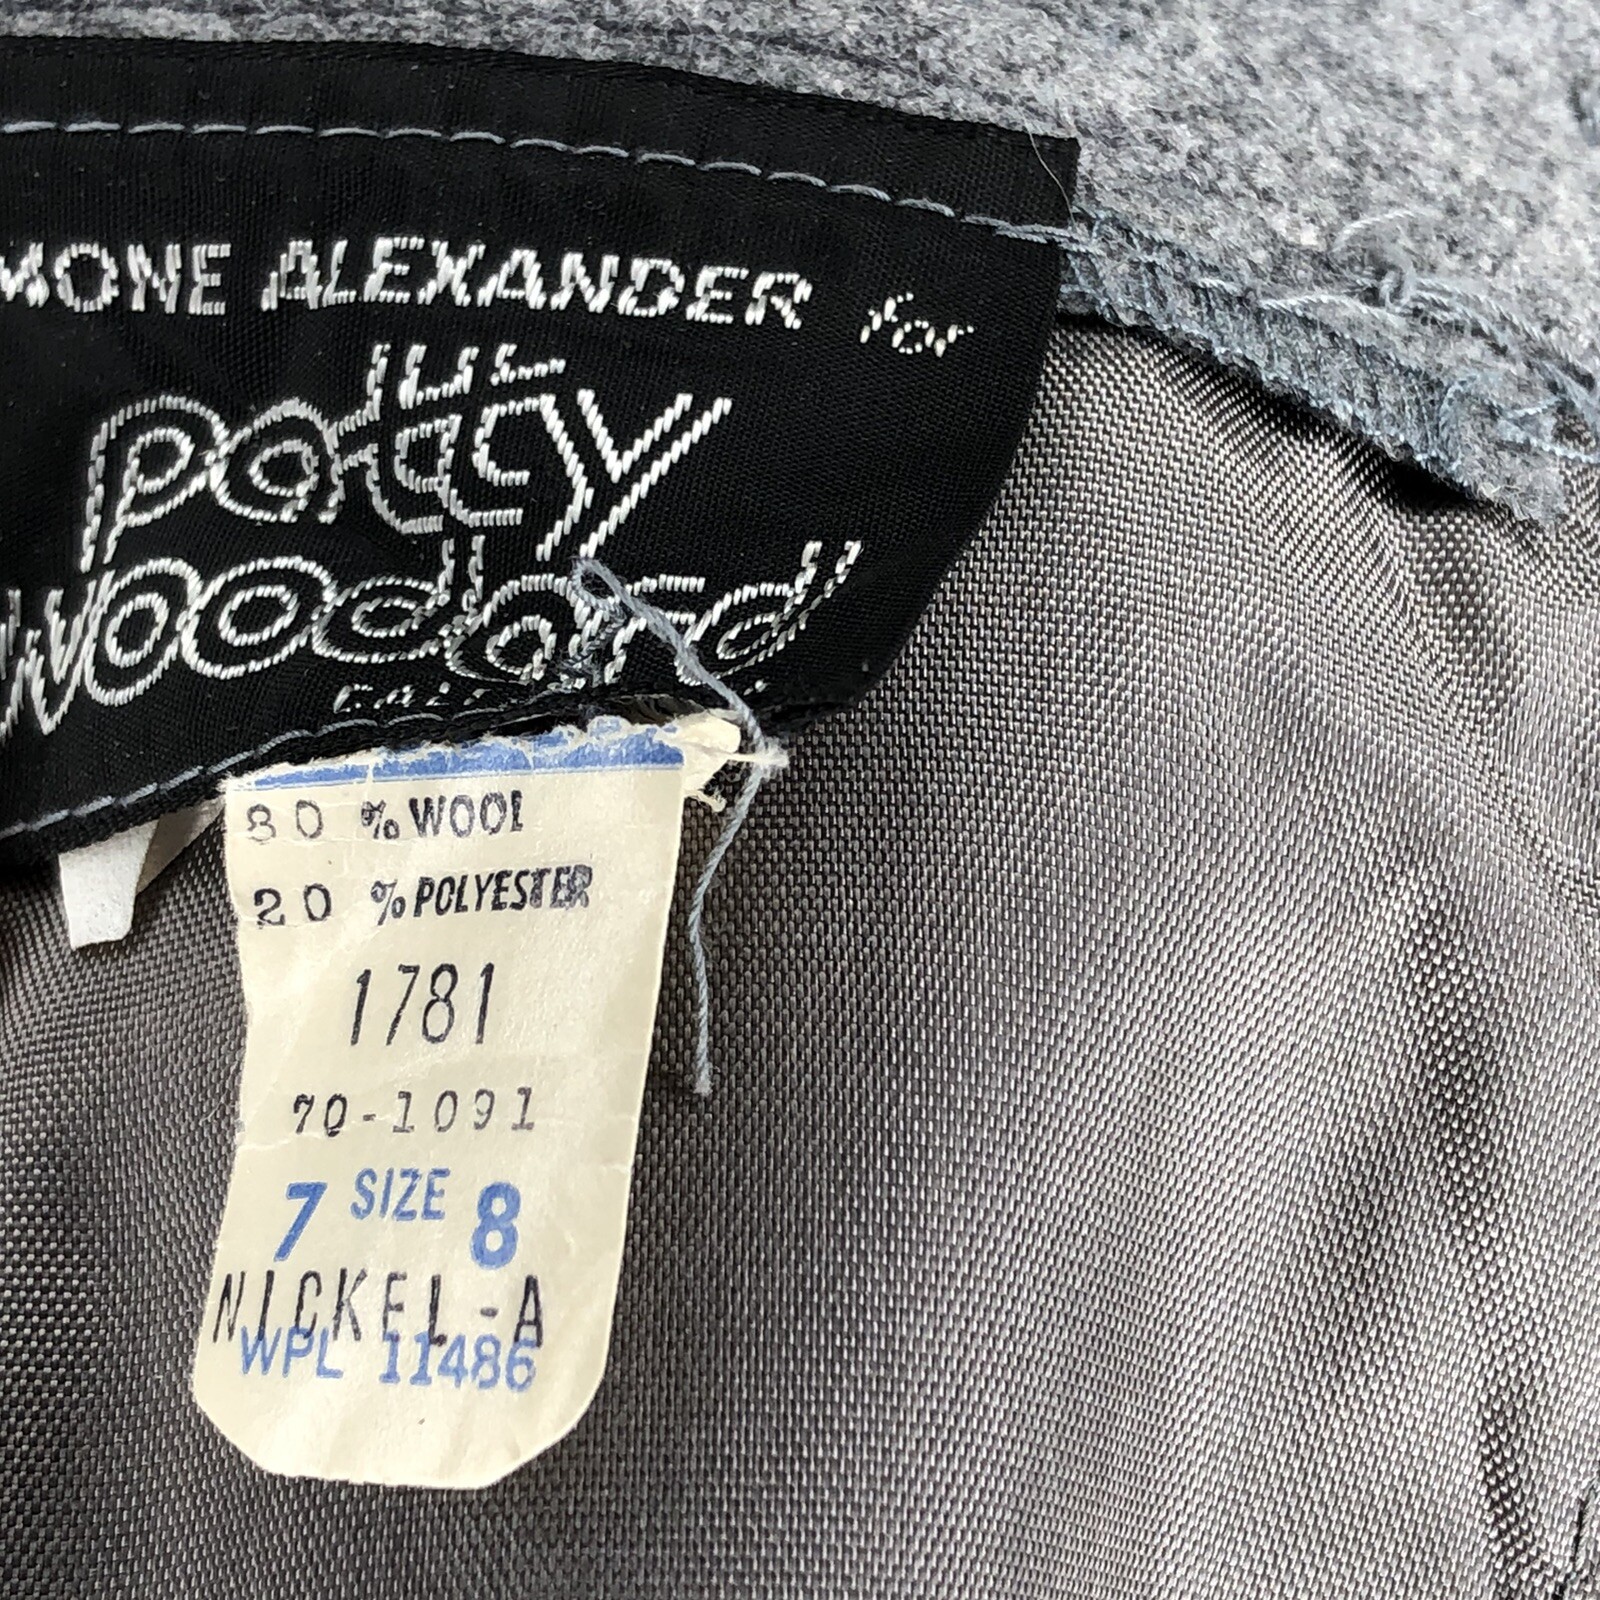 MONE ALEXANDER for
patty
woodard
80 % WOOL
20 % POLYESTER
1781
70-1091
7 SIZE 8
NICKEL-A
WPL 11486